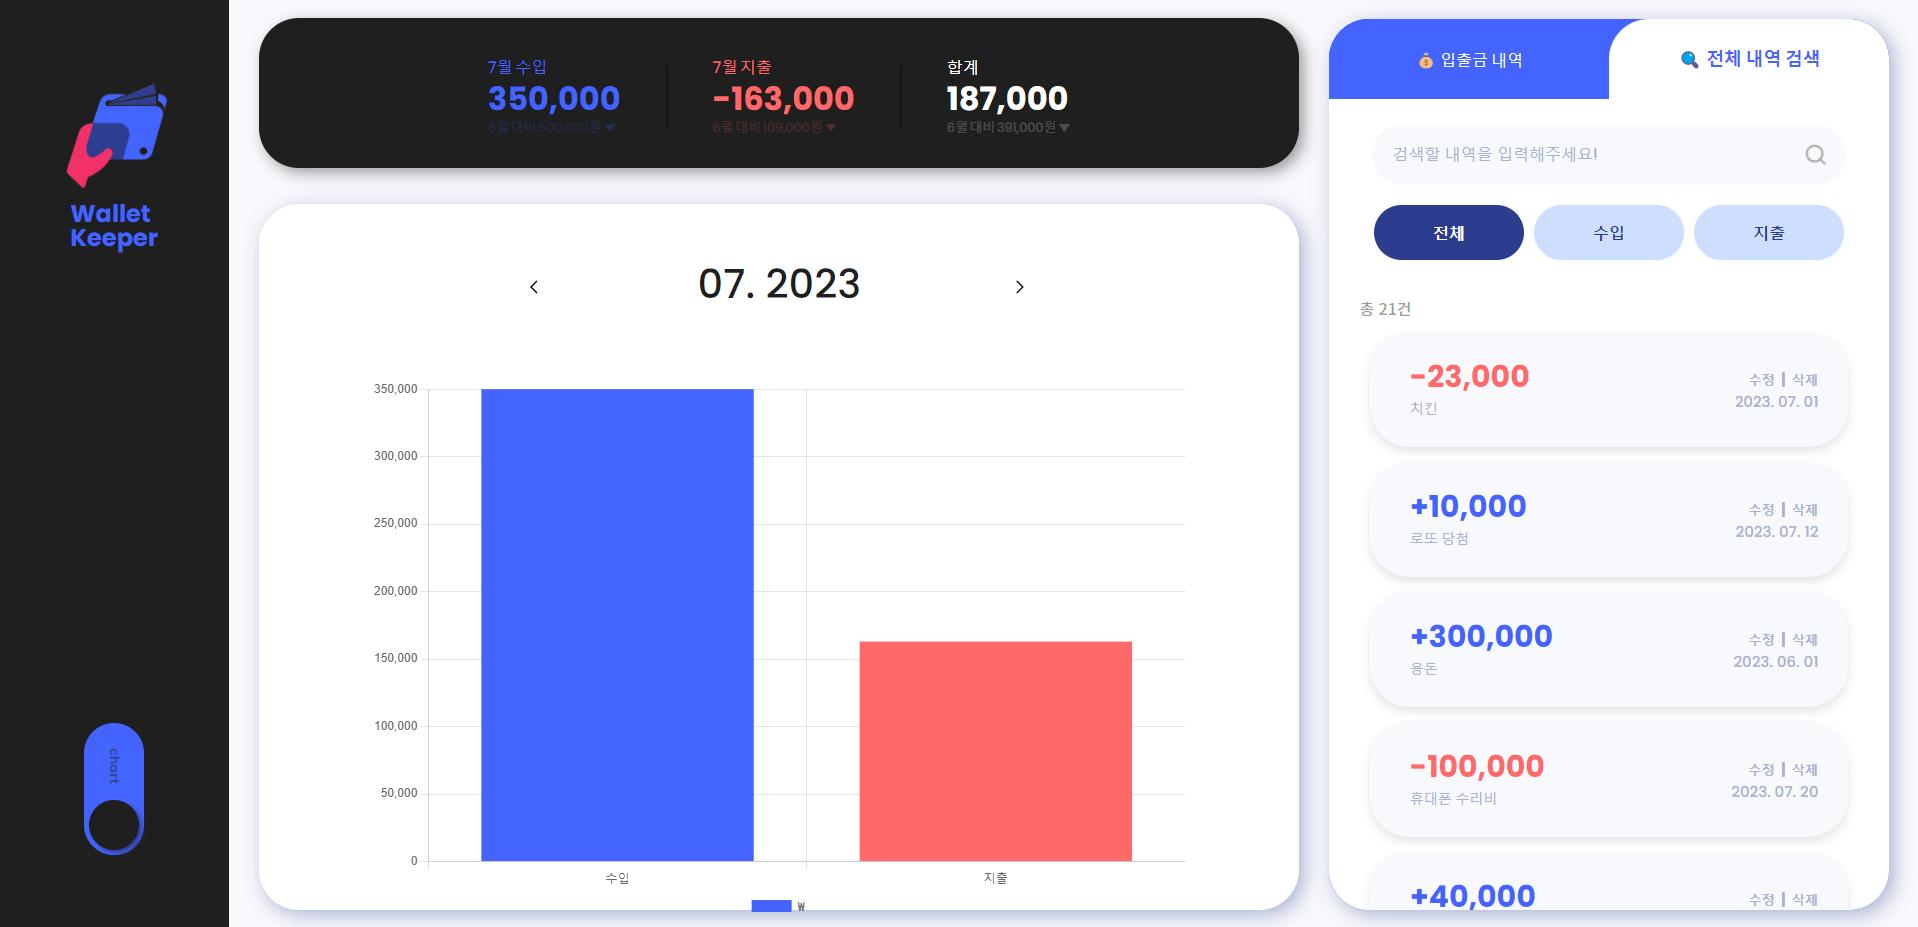 Wallet
Keeper
chart
7월 수입
350,000
6월 대비 500,000원 ▼
7월 지출
-163,000
6월 대비 109,000원 ▼
합계
187,000
6월 대비 391,000원 ▼
07. 2023
350,000
300,000
250,000
200,000
150,000
100,000
50,000
0
수입
지출
₩
입출금 내역
전체 내역 검색
검색할 내역을 입력해주세요!
전체
수입
지출
총 21건
-23,000
수정 | 삭제
치킨
2023. 07. 01
+10,000
수정 | 삭제
로또 당첨
2023. 07. 12
+300,000
수정 | 삭제
용돈
2023. 06. 01
-100,000
수정 | 삭제
휴대폰 수리비
2023. 07. 20
+40,000
수정 | 삭제